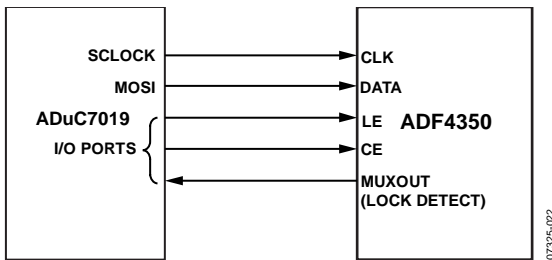 SCLOCK
MOSI
ADuC7019
I/O PORTS
CLK
DATA
LE
ADF4350
CE
MUXOUT
(LOCK DETECT)
07325-022